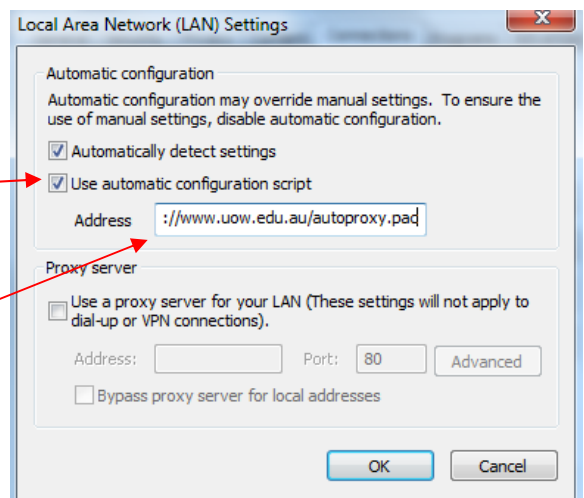 Local Area Network (LAN) Settings
Automatic configuration
Automatic configuration may override manual settings. To ensure the
use of manual settings, disable automatic configuration.
Automatically detect settings
Use automatic configuration script
Address ://www.uow.edu.au/autoproxy.pac
Proxy server
Use a proxy server for your LAN (These settings will not apply to
dial-up or VPN connections).
Address: Port: 80 Advanced
Bypass proxy server for local addresses
OK Cancel